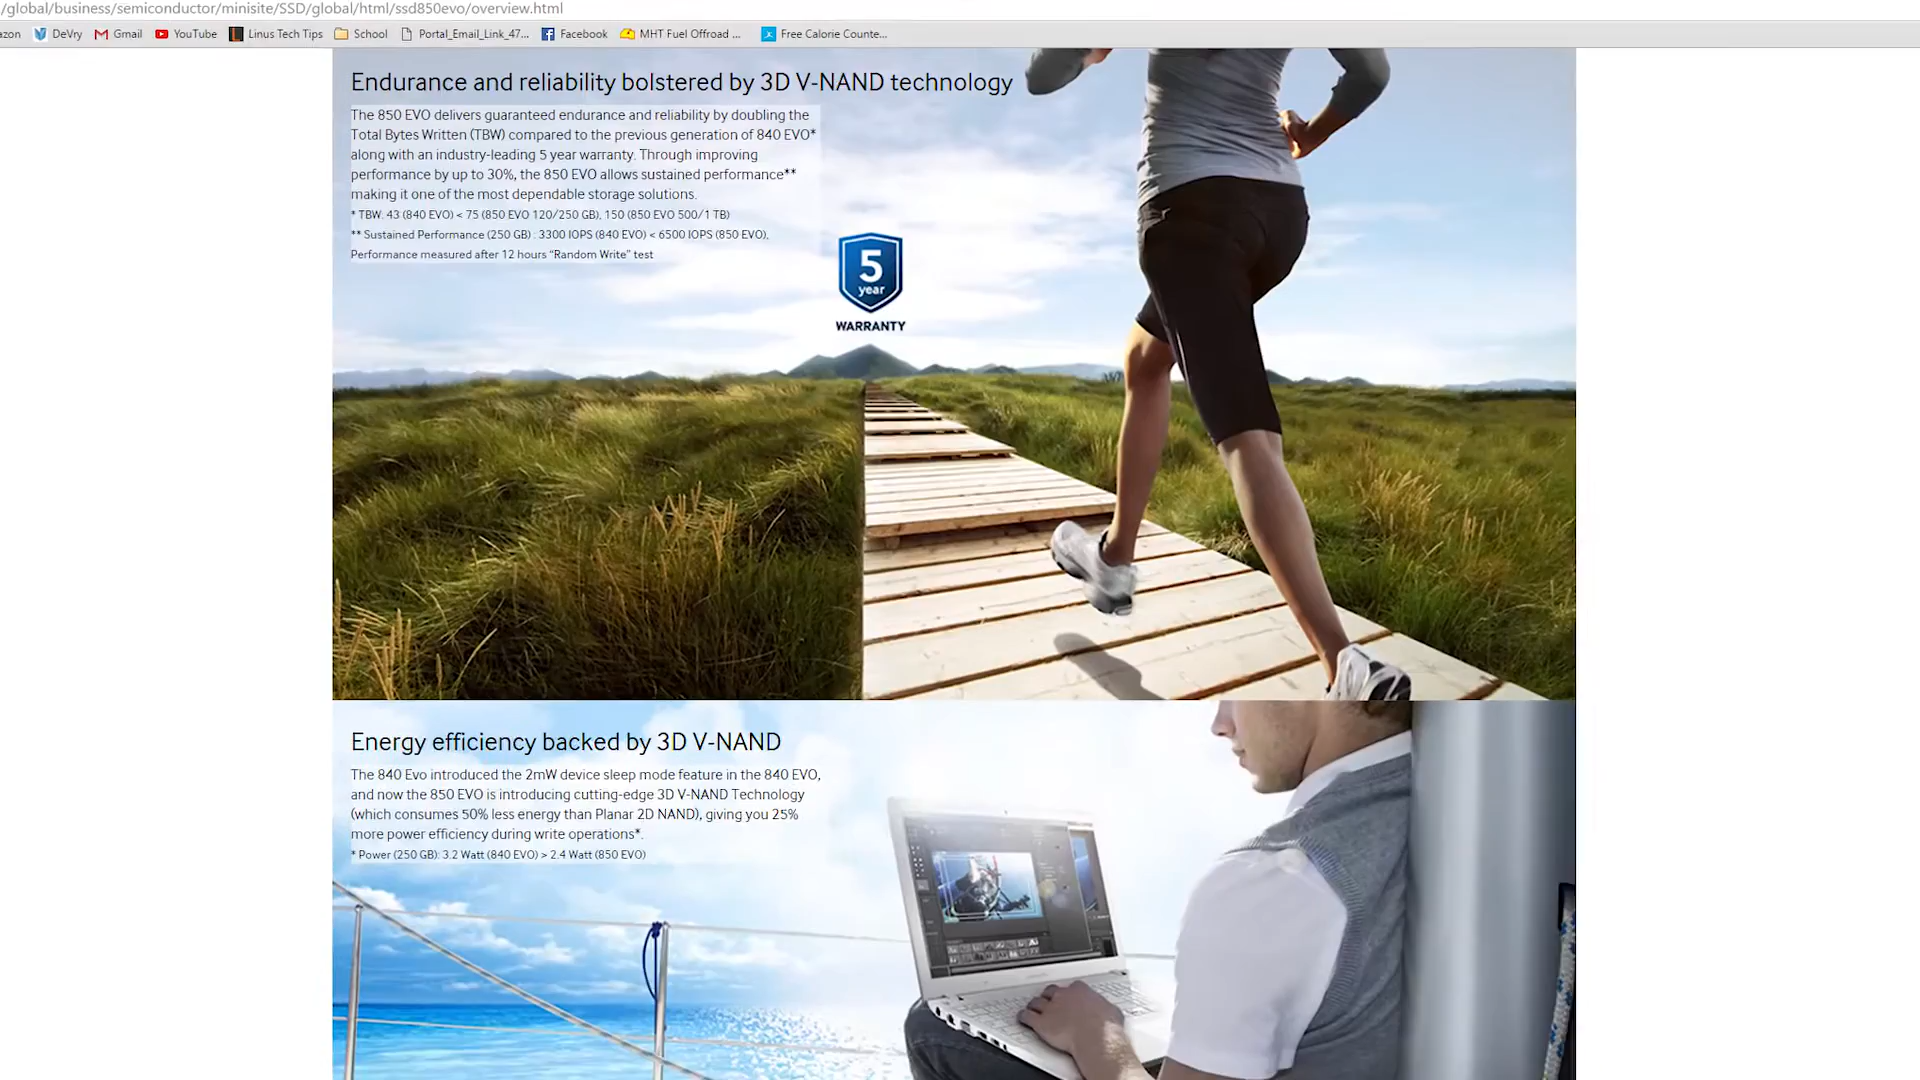 /global/business/semiconductor/minisite/SSD/global/html/ssd850evo/overview.html
azon DeVry Gmail YouTube Linus Tech Tips School Portal_Email_Link_47... Facebook MHT Fuel Offroad ... Free Calorie Counte...
Endurance and reliability bolstered by 3D V-NAND technology
The 850 EVO delivers guaranteed endurance and reliability by doubling the
Total Bytes Written (TBW) compared to the previous generation of 840 EVO*
along with an industry-leading 5 year warranty. Through improving
performance by up to 30%, the 850 EVO allows sustained performance**
making it one of the most dependable storage solutions.
* TBW: 43 (840 EVO) < 75 (850 EVO 120/250 GB), 150 (850 EVO 500/1 TB)
** Sustained Performance (250 GB) : 3300 IOPS (840 EVO) < 6500 IOPS (850 EVO),
Performance measured after 12 hours “Random Write” test
5
year
WARRANTY
Energy efficiency backed by 3D V-NAND
The 840 Evo introduced the 2mW device sleep mode feature in the 840 EVO,
and now the 850 EVO is introducing cutting-edge 3D V-NAND Technology
(which consumes 50% less energy than Planar 2D NAND), giving you 25%
more power efficiency during write operations*.
* Power (250 GB): 3.2 Watt (840 EVO) > 2.4 Watt (850 EVO)